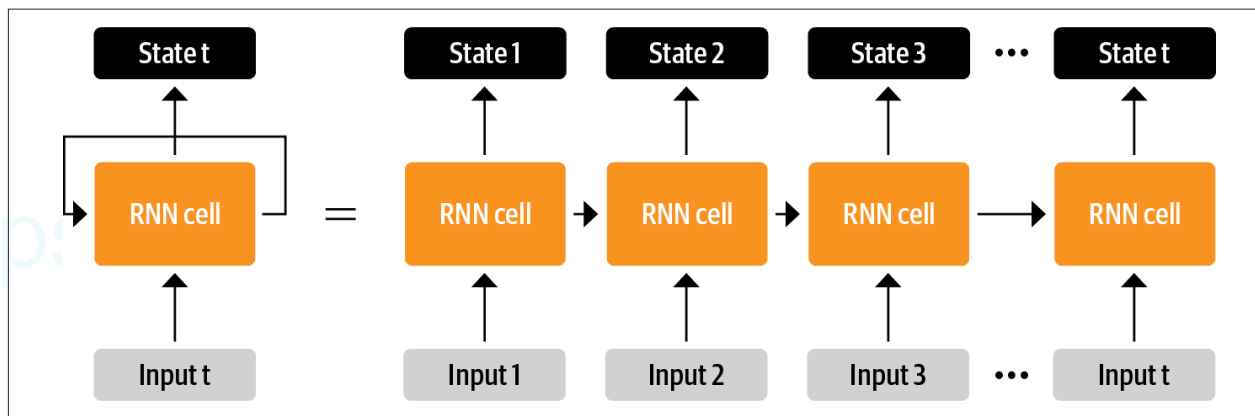 State t
State 1 State 2 State 3 ••• State t
RNN cell = RNN cell RNN cell RNN cell RNN cell
Input t
Input 1 Input 2 Input 3 ••• Input t